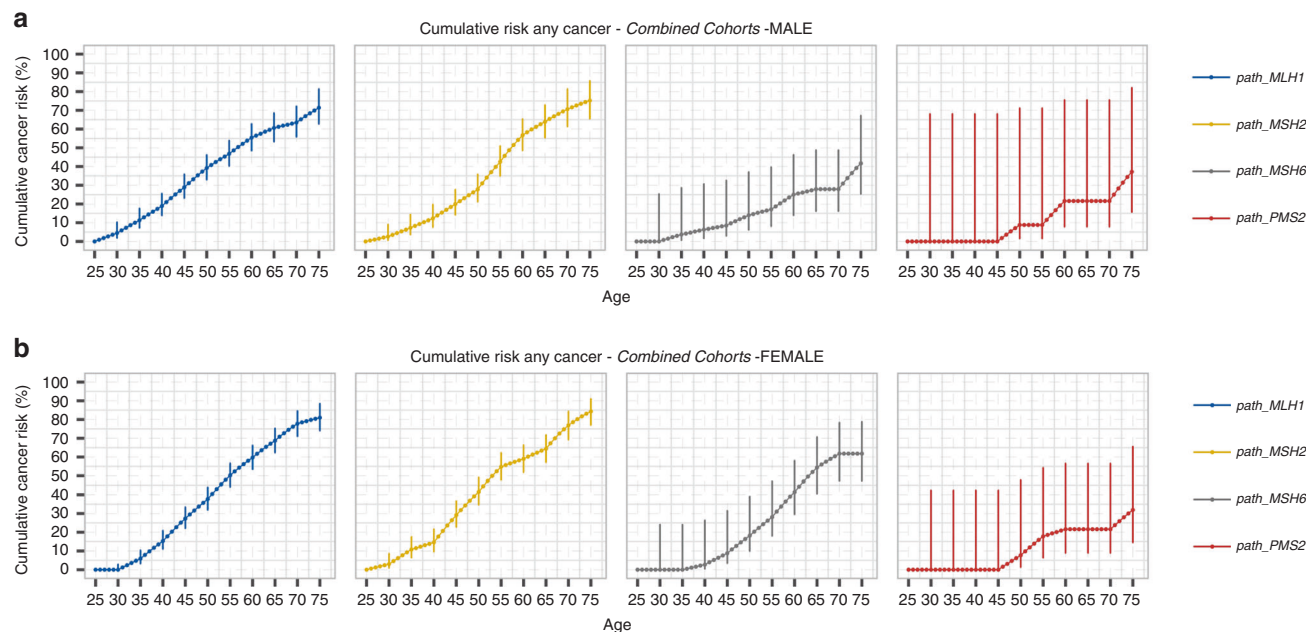 a
Cumulative risk any cancer - Combined Cohorts -MALE
Cumulative cancer risk (%)
100
90
80
70
60
50
40
30
20
10
0
25 30 35 40 45 50 55 60 65 70 75
25 30 35 40 45 50 55 60 65 70 75
25 30 35 40 45 50 55 60 65 70 75
25 30 35 40 45 50 55 60 65 70 75
Age
path_MLH1
path_MSH2
path_MSH6
path_PMS2
b
Cumulative risk any cancer - Combined Cohorts -FEMALE
Cumulative cancer risk (%)
100
90
80
70
60
50
40
30
20
10
0
25 30 35 40 45 50 55 60 65 70 75
25 30 35 40 45 50 55 60 65 70 75
25 30 35 40 45 50 55 60 65 70 75
25 30 35 40 45 50 55 60 65 70 75
Age
path_MLH1
path_MSH2
path_MSH6
path_PMS2